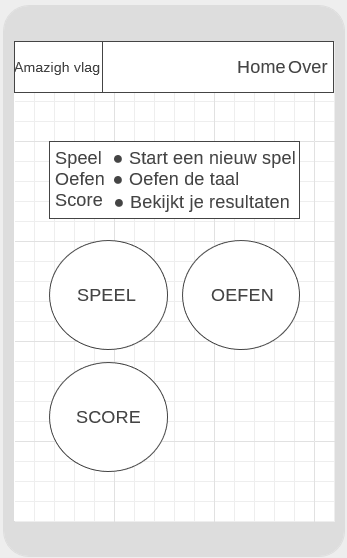 Amazigh vlag Home Over
Speel • Start een nieuw spel
Oefen • Oefen de taal
Score • Bekijkt je resultaten
SPEEL OEFEN
SCORE